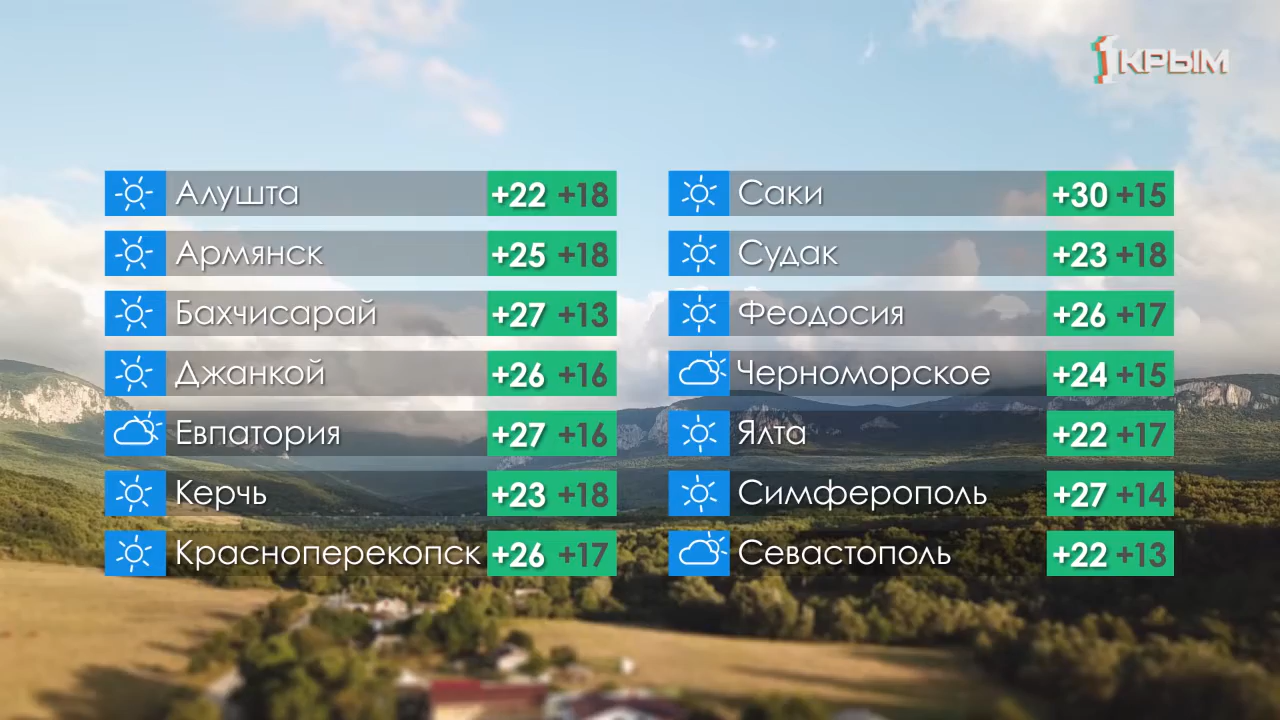 1 КРЫМ
Алушта +22 +18
Армянск +25 +18
Бахчисарай +27 +13
Джанкой +26 +16
Евпатория +27 +16
Керчь +23 +18
Красноперекопск +26 +17
Саки +30 +15
Судак +23 +18
Феодосия +26 +17
Черноморское +24 +15
Ялта +22 +17
Симферополь +27 +14
Севастополь +22 +13